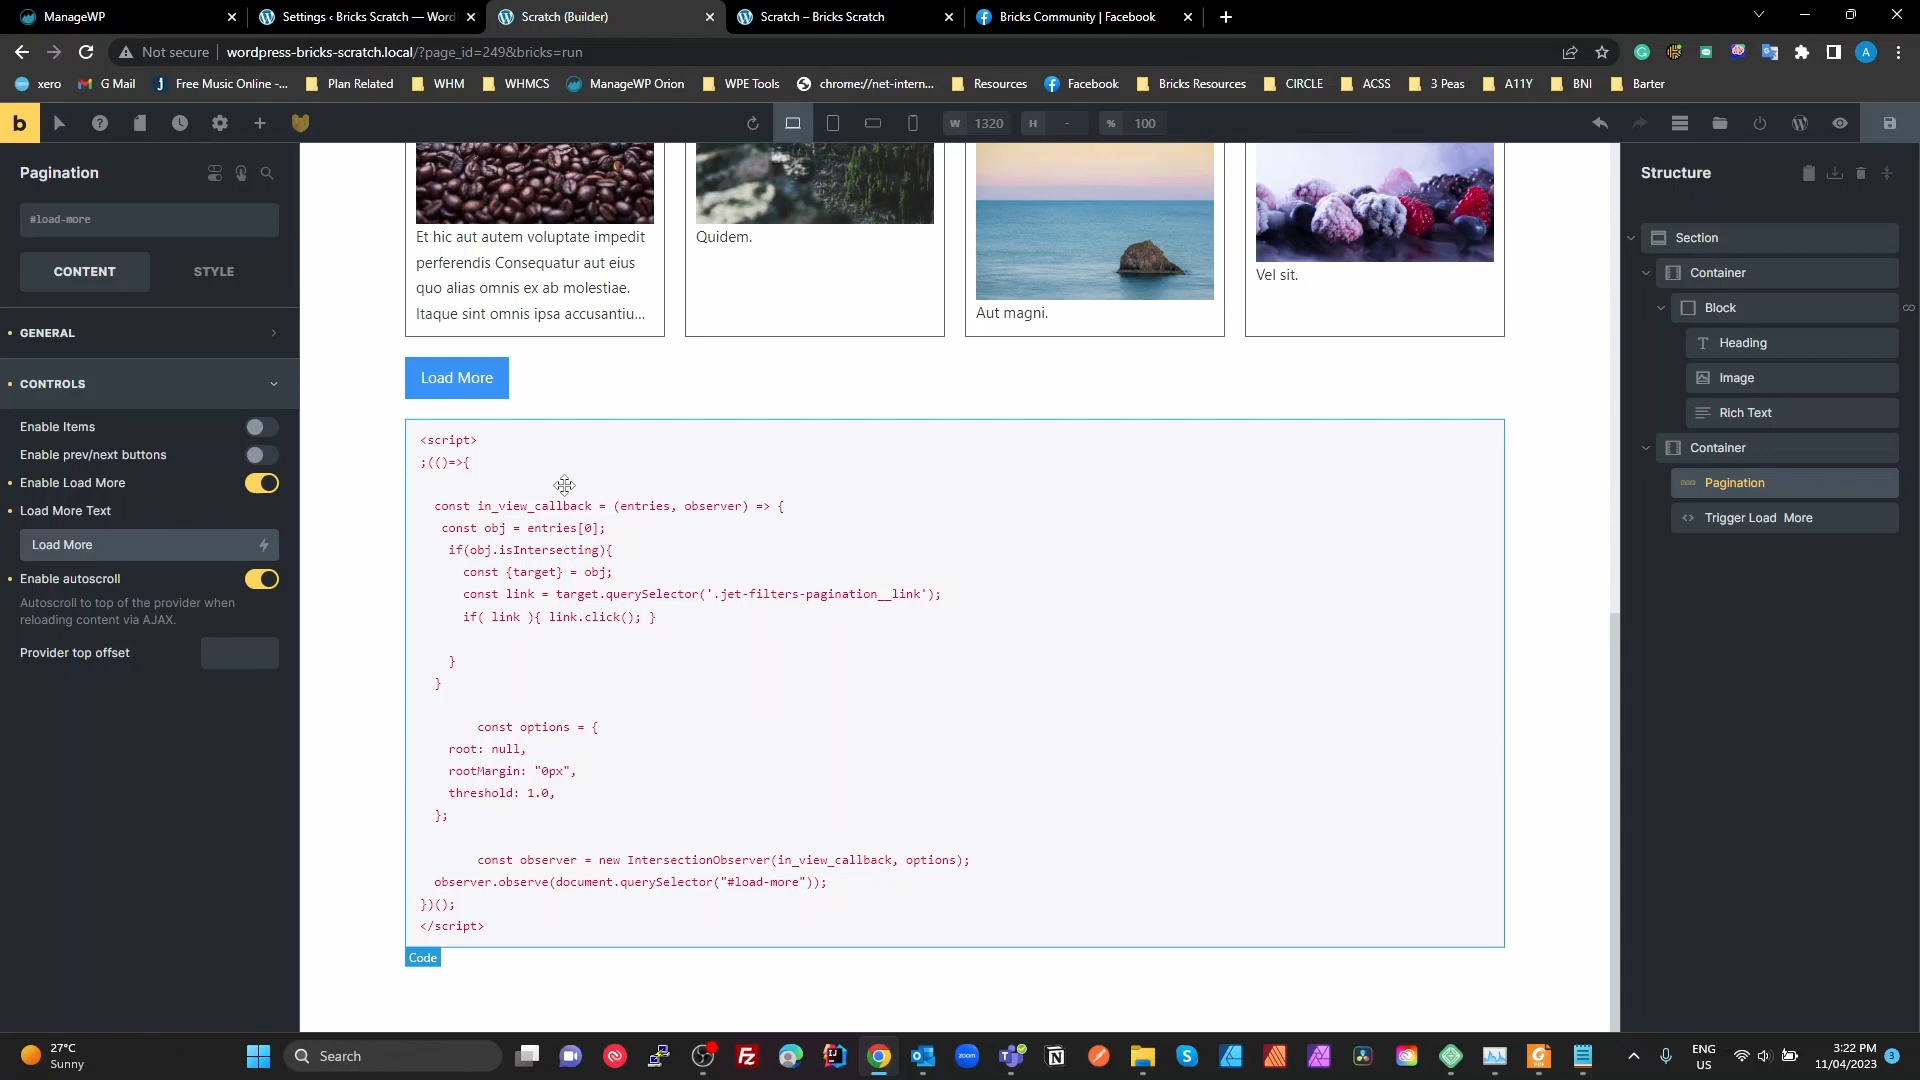 ManageWP
Settings ‹ Bricks Scratch — Word
Scratch (Builder)
Scratch – Bricks Scratch
Bricks Community | Facebook
Not secure
wordpress-bricks-scratch.local/?page_id=249&bricks=run
A
xero
G Mail
Free Music Online -...
Plan Related
WHM
WHMCS
ManageWP Orion
WPE Tools
chrome://net-intern...
Resources
Facebook
Bricks Resources
CIRCLE
ACSS
3 Peas
A11Y
BNI
Barter
b
W 1320
H -
% 100
Pagination
#load-more
CONTENT
STYLE
GENERAL
CONTROLS
Enable Items
Enable prev/next buttons
Enable Load More
Load More Text
Load More
Enable autoscroll
Autoscroll to top of the provider when
reloading content via AJAX.
Provider top offset
Et hic aut autem voluptate impedit
perferendis Consequatur aut eius
quo alias omnis ex ab molestiae.
Itaque sint omnis ipsa accusantiu...
Quidem.
Aut magni.
Vel sit.
Load More
<script>
;(()=>{
const in_view_callback = (entries, observer) => {
const obj = entries[0];
if(obj.isIntersecting){
const {target} = obj;
const link = target.querySelector('.jet-filters-pagination__link');
if( link ){ link.click(); }
}
}
const options = {
root: null,
rootMargin: "0px",
threshold: 1.0,
};
const observer = new IntersectionObserver(in_view_callback, options);
observer.observe(document.querySelector("#load-more"));
})();
</script>
Code
Structure
Section
Container
Block
Heading
Image
Rich Text
Container
Pagination
Trigger Load More
27°C
Sunny
Search
ENG
US
3:22 PM
11/04/2023
3